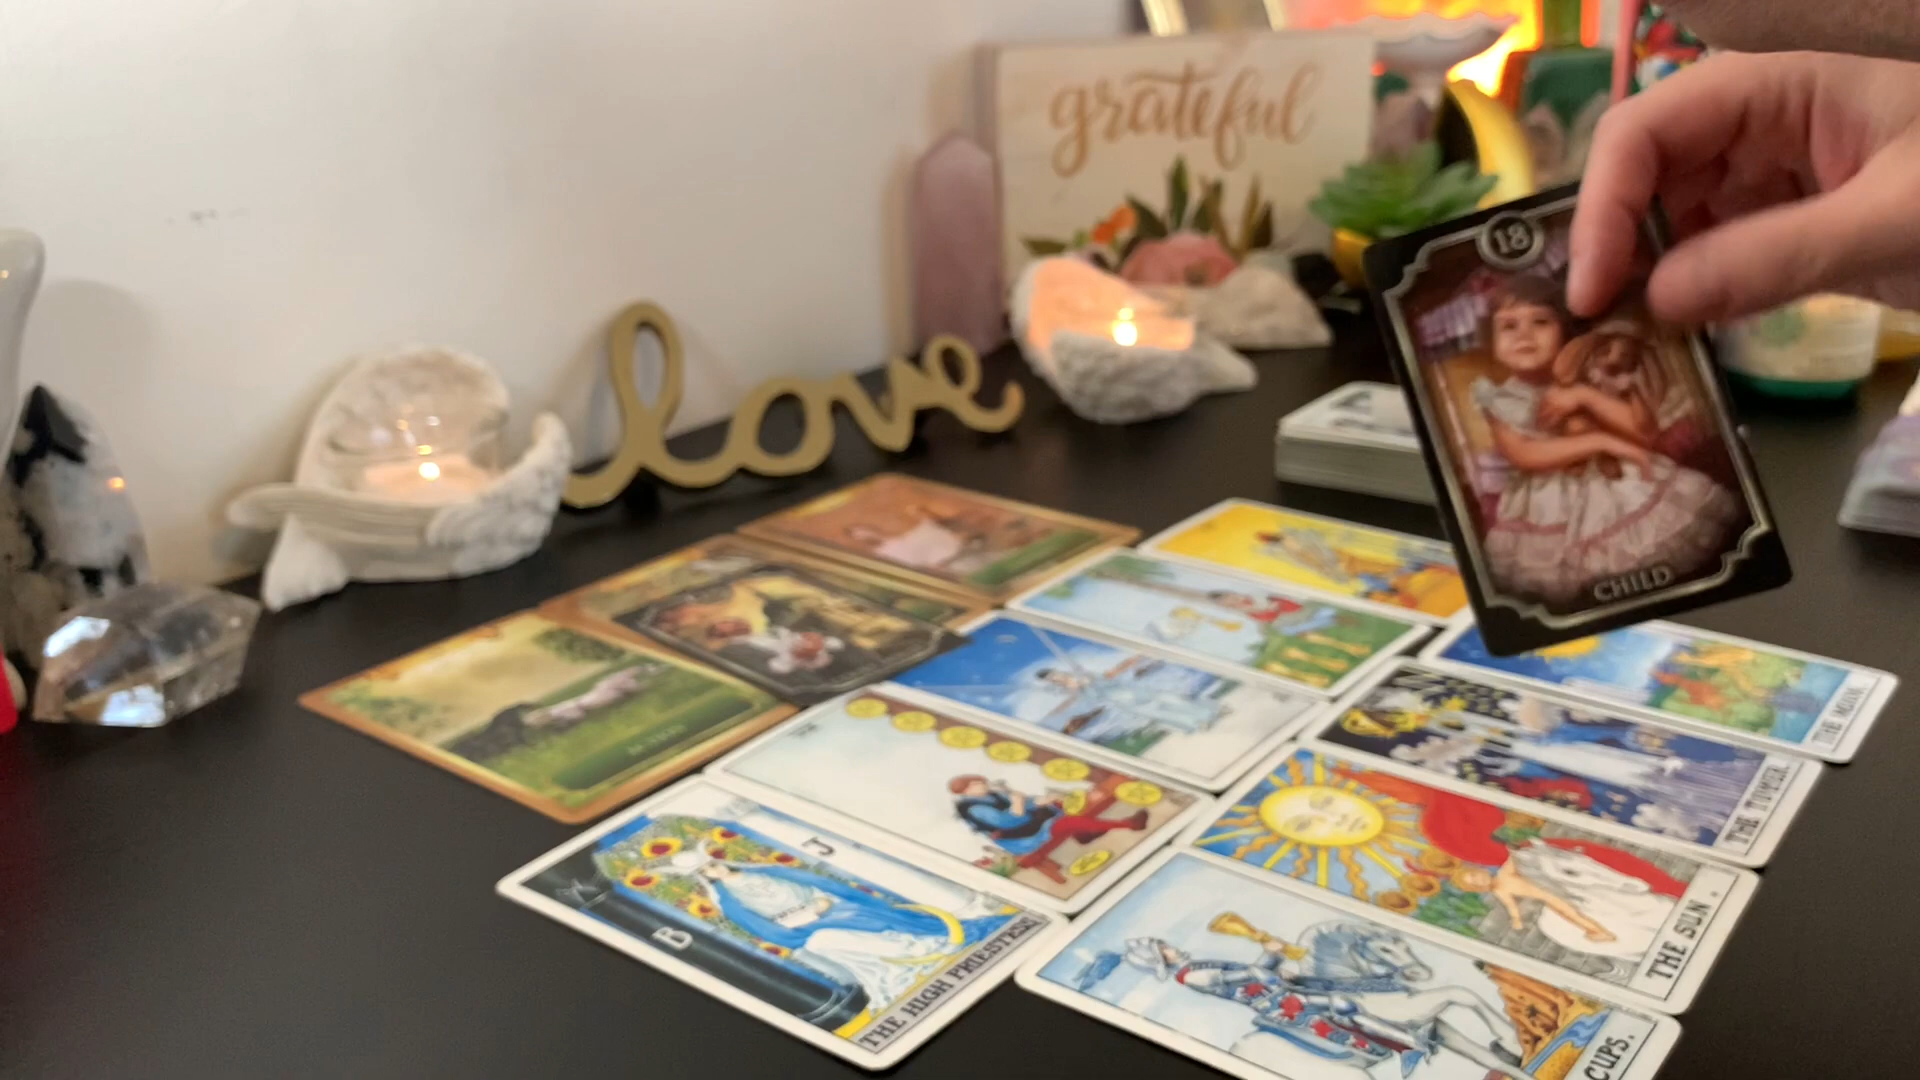 grateful
love
18
CHILD
THE MOON.
THE TOWER.
THE SUN.
J
B
THE HIGH PRIESTESS
CUPS.